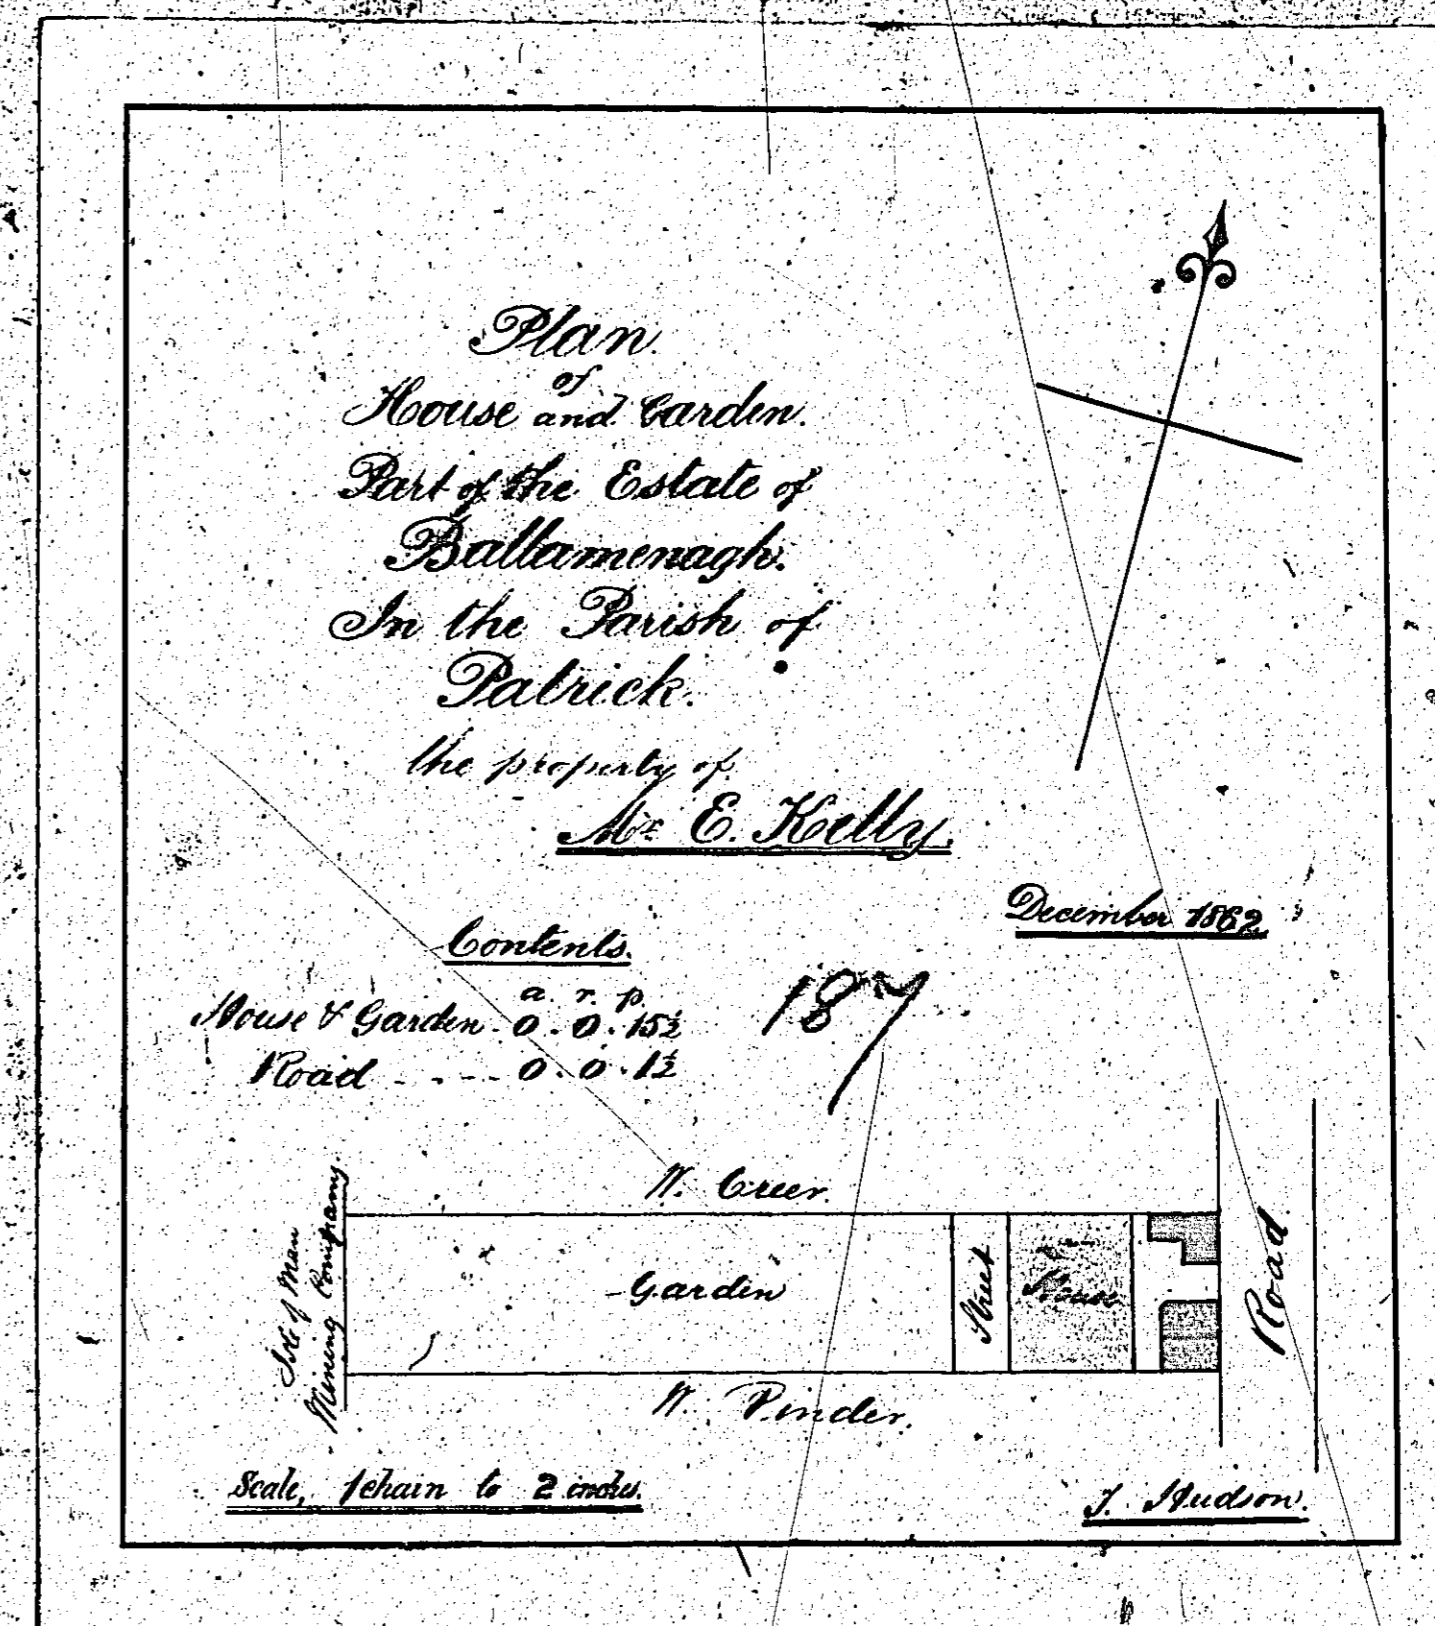 Plan
of
House and Garden.
Part of the Estate of
Ballamenagh.
In the Parish of
Patrick.
the property of
Mr E. Kelly.
December 1862
Contents.
a. r. p.
House & Garden. 0. 0. 15½
Road - - - - 0. 0. 1½
187
W. Creer.
Isle of Man
Mining Company.
Garden
Street
House
Road
W. Pinder.
Scale, 1 chain to 2 inches.
J. Hudson.